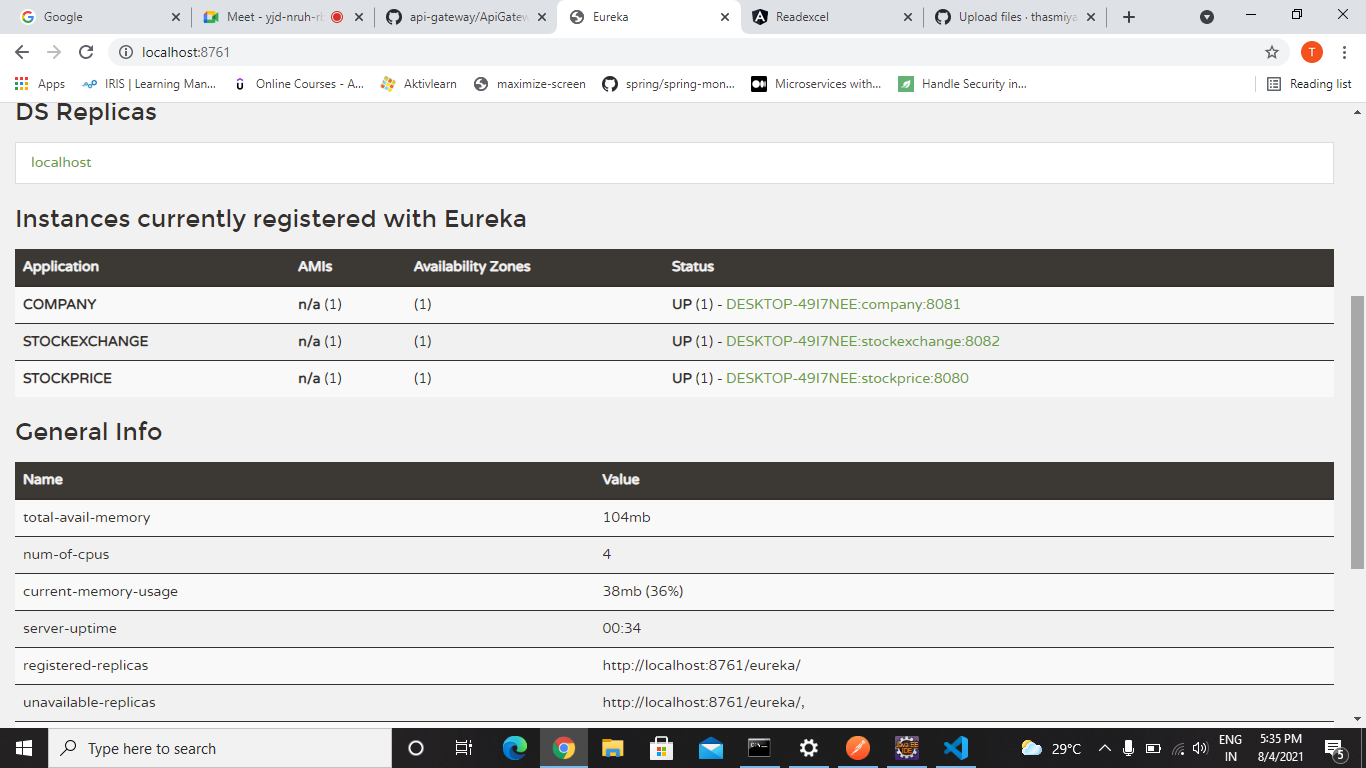 Google
Meet - yjd-nruh-r
api-gateway/ApiGatew
Eureka
Readexcel
Upload files · thasmiya
localhost:8761
T
Apps
IRIS | Learning Man...
Online Courses - A...
Aktivlearn
maximize-screen
spring/spring-mon...
Microservices with...
Handle Security in...
Reading list
DS Replicas
localhost
Instances currently registered with Eureka
Application AMIs Availability Zones Status
COMPANY n/a (1) (1) UP (1) - DESKTOP-49I7NEE:company:8081
STOCKEXCHANGE n/a (1) (1) UP (1) - DESKTOP-49I7NEE:stockexchange:8082
STOCKPRICE n/a (1) (1) UP (1) - DESKTOP-49I7NEE:stockprice:8080
General Info
Name Value
total-avail-memory 104mb
num-of-cpus 4
current-memory-usage 38mb (36%)
server-uptime 00:34
registered-replicas http://localhost:8761/eureka/
unavailable-replicas http://localhost:8761/eureka/,
Type here to search
29°C
ENG
IN
5:35 PM
8/4/2021
5